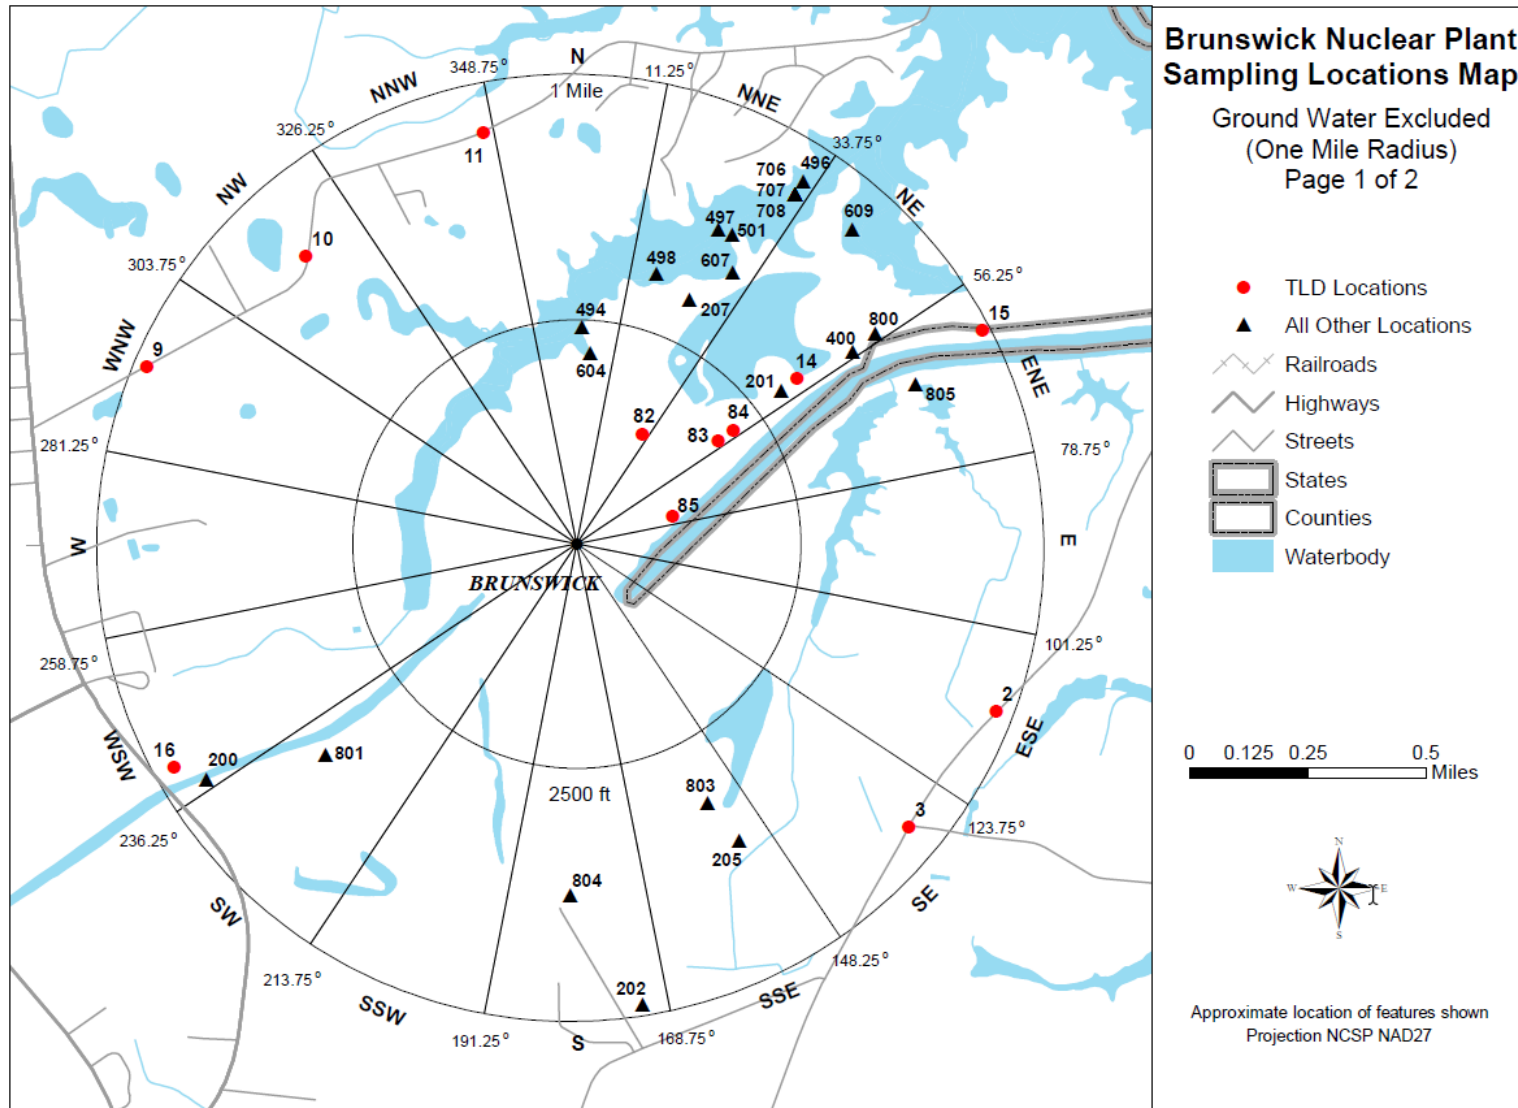 Brunswick Nuclear Plant
Sampling Locations Map
Ground Water Excluded
(One Mile Radius)
Page 1 of 2
TLD Locations
All Other Locations
Railroads
Highways
Streets
States
Counties
Waterbody
0 0.125 0.25 0.5
Miles
N
W E
S
Approximate location of features shown
Projection NCSP NAD27
348.75°
N
11.25°
1 Mile
NNW
NNE
326.25°
33.75°
11
706 496
707
708
NW
NE
609
497
501
10
303.75°
498
607
56.25°
207
494
15
800
WNW
400
9
604
14
ENE
201
805
82
84
83
281.25°
78.75°
85
W
E
BRUNSWICK
258.75°
101.25°
2
WSW
ESE
16
200
801
803
2500 ft
3
123.75°
236.25°
205
804
SW
SE
148.25°
213.75°
202
SSE
SSW
191.25°
S
168.75°